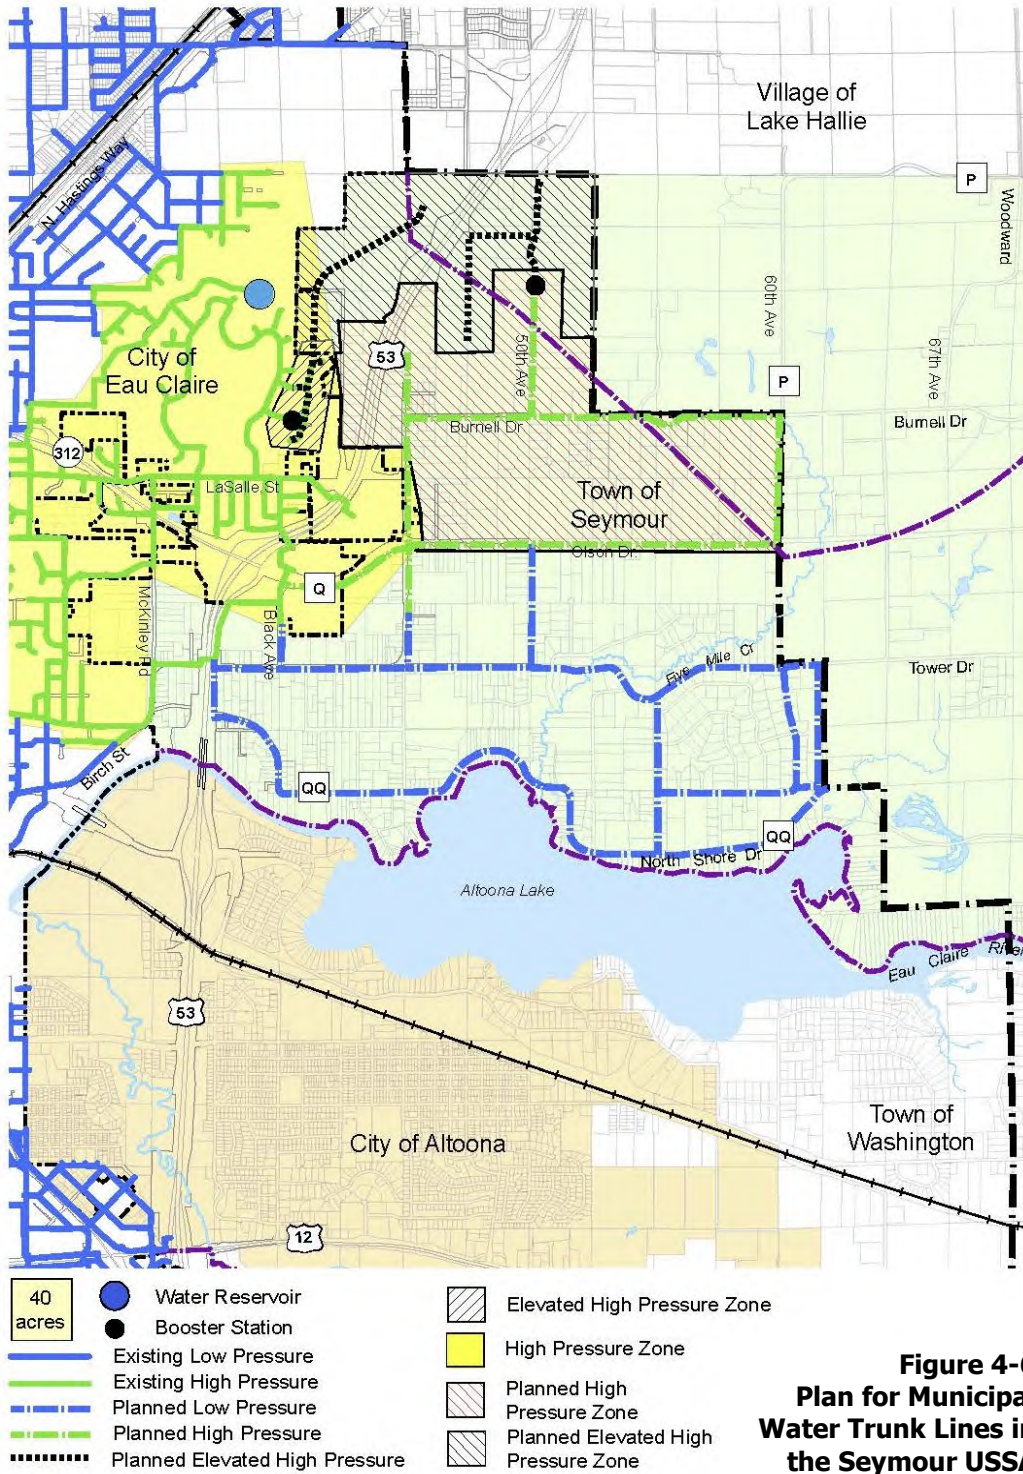 Village of
Lake Hallie
P
Woodward
N. Hastings Way
60th Ave
67th Ave
City of
Eau Claire
53
50th Ave
P
Burnell Dr
Burnell Dr
312
LaSalle St
Town of
Seymour
Olson Dr
Q
McKinley Rd
Black Ave
Five Mile Cr
Tower Dr
Birch St
QQ
QQ
North Shore Dr
Altoona Lake
Eau Claire River
53
City of Altoona
Town of
Washington
12
40
acres
Water Reservoir
Booster Station
Existing Low Pressure
Existing High Pressure
Planned Low Pressure
Planned High Pressure
Planned Elevated High Pressure
Elevated High Pressure Zone
High Pressure Zone
Planned High
Pressure Zone
Planned Elevated High
Pressure Zone
Figure 4-
Plan for Municipa
Water Trunk Lines i
the Seymour USSA